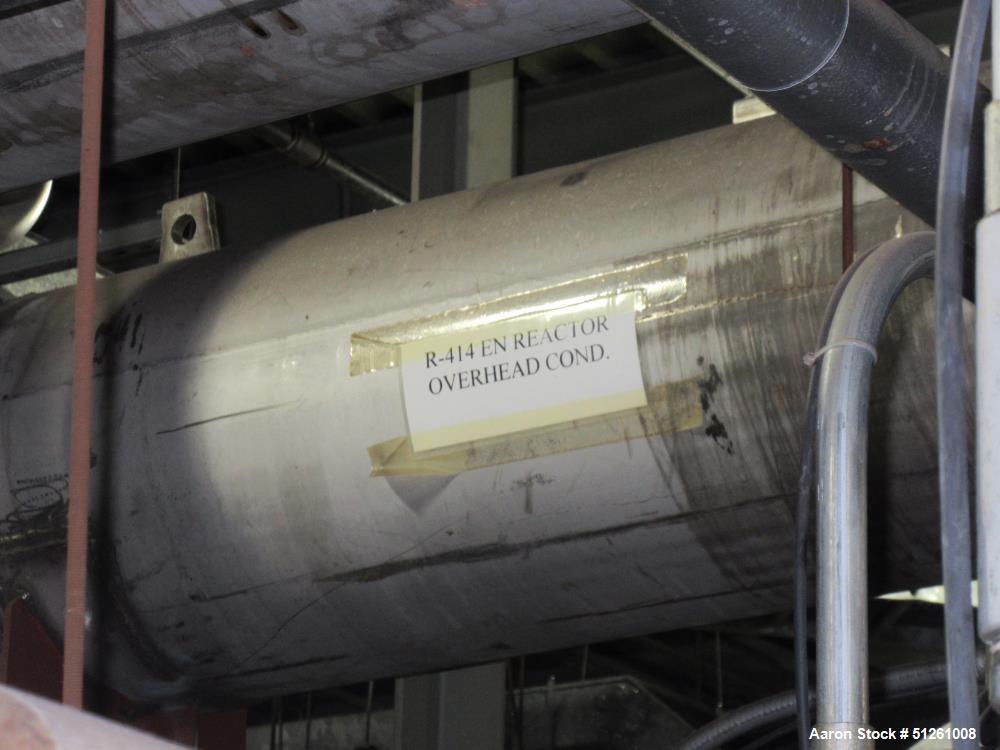 R-414 EN REACTOR
OVERHEAD COND.
Aaron Stock # 51261008